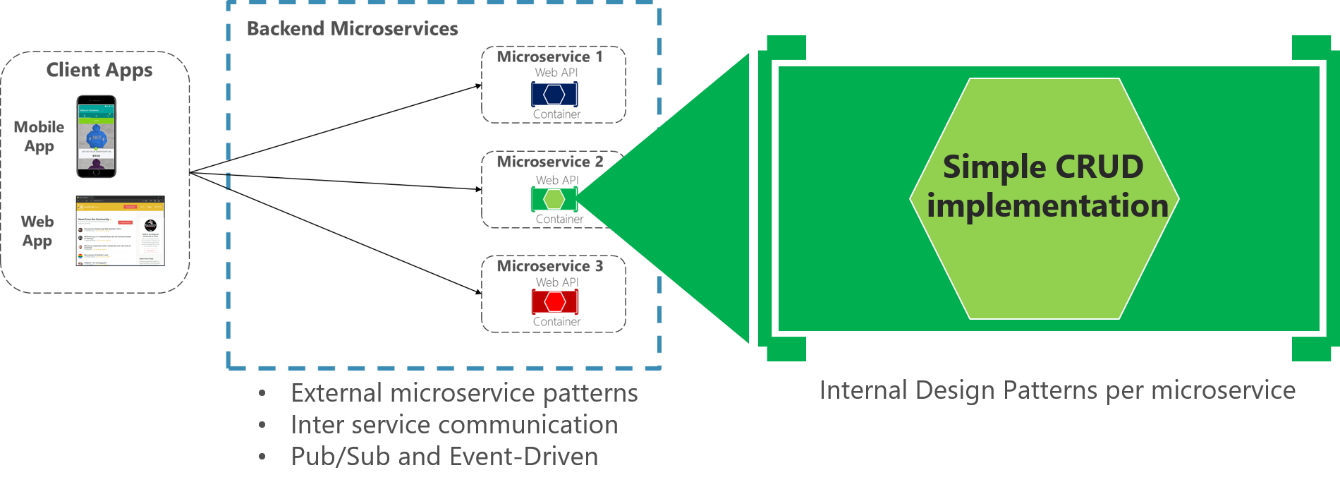 Client Apps
Mobile
App
Web
App
Backend Microservices
Microservice 1
Web API
Container
Microservice 2
Web API
Container
Microservice 3
Web API
Container
• External microservice patterns
• Inter service communication
• Pub/Sub and Event-Driven
Simple CRUD
implementation
Internal Design Patterns per microservice